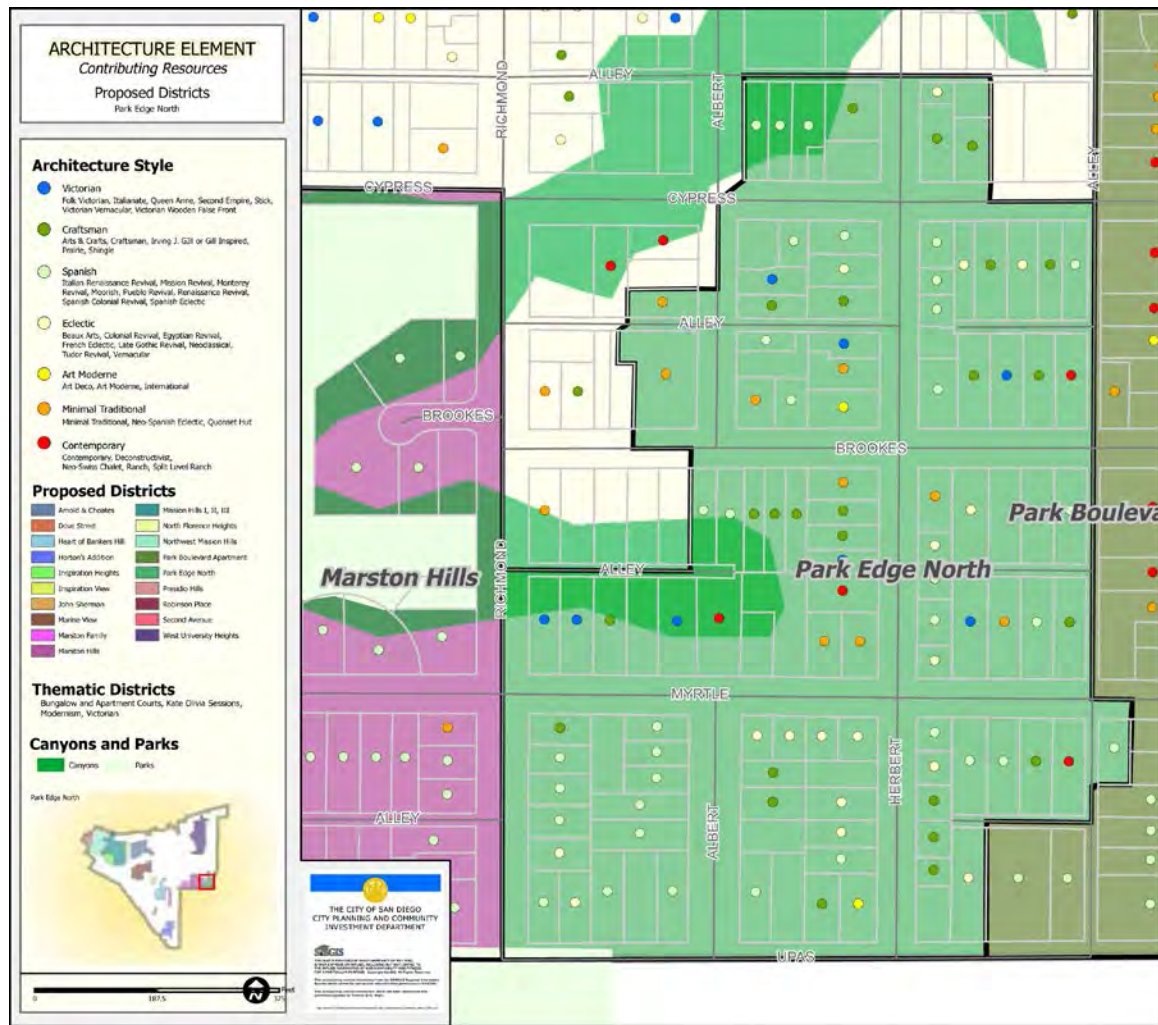 ARCHITECTURE ELEMENT
Contributing Resources
Proposed Districts
Park Edge North
Architecture Style
Victorian
Folk Victorian, Italianate, Queen Anne, Second Empire, Stick,
Victorian Vernacular, Victorian Wooden False Front
Craftsman
Arts & Crafts, Craftsman, Irving J. Gill or Gill Inspired,
Prairie, Shingle
Spanish
Italian Renaissance Revival, Mission Revival, Monterey
Revival, Moorish, Pueblo Revival, Renaissance Revival,
Spanish Colonial Revival, Spanish Eclectic
Eclectic
Beaux Arts, Colonial Revival, Egyptian Revival,
French Eclectic, Late Gothic Revival, Neoclassical,
Tudor Revival, Vernacular
Art Moderne
Art Deco, Art Moderne, International
Minimal Traditional
Minimal Traditional, Neo-Spanish Eclectic, Quonset Hut
Contemporary
Contemporary, Deconstructivist,
Neo-Swiss Chalet, Ranch, Split Level Ranch
Proposed Districts
Arnold & Choates
Dove Street
Heart of Bankers Hill
Horton's Addition
Inspiration Heights
Inspiration View
John Sherman
Marine View
Marston Family
Marston Hills
Mission Hills I, II, III
North Florence Heights
Northwest Mission Hills
Park Boulevard Apartment
Park Edge North
Presidio Hills
Robinson Place
Second Avenue
West University Heights
Thematic Districts
Bungalow and Apartment Courts, Kate Olivia Sessions,
Modernism, Victorian
Canyons and Parks
Canyons
Parks
Park Edge North
0
187.5
375
Feet
N
RICHMOND
ALLEY
ALBERT
ALLEY
CYPRESS
CYPRESS
ALLEY
BROOKES
BROOKES
Park Bouleva
RICHMOND
ALLEY
Marston Hills
Park Edge North
MYRTLE
HERBERT
ALBERT
ALLEY
UPAS
THE CITY OF SAN DIEGO
CITY PLANNING AND COMMUNITY
INVESTMENT DEPARTMENT
SanGIS